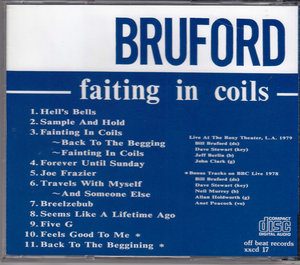 BRUFORD
faiting in coils
1. Hell's Bells
2. Sample And Hold
3. Fainting In Coils
~Back To The Begging
~Fainting In Coils
4. Forever Until Sunday
5. Joe Frazier
6. Travels With Myself
~And Someone Else
7. Breelzebub
8. Seems Like A Lifetime Ago
9. Five G
10. Feels Good To Me *
11. Back To The Beggining *
Live At The Roxy Theater, L.A. 1979
Bill Bruford (ds)
Dave Stewart (key)
Jeff Berlin (b)
John Clark (g)
*Bonus Tracks on BBC Live 1978
Bill Bruford (ds)
Dave Stewart (key)
Neil Murray (b)
Allan Holdsworth (g)
Anet Peacock (vo)
COMPACT
disc
DIGITAL AUDIO
off beat records
xxcd 17